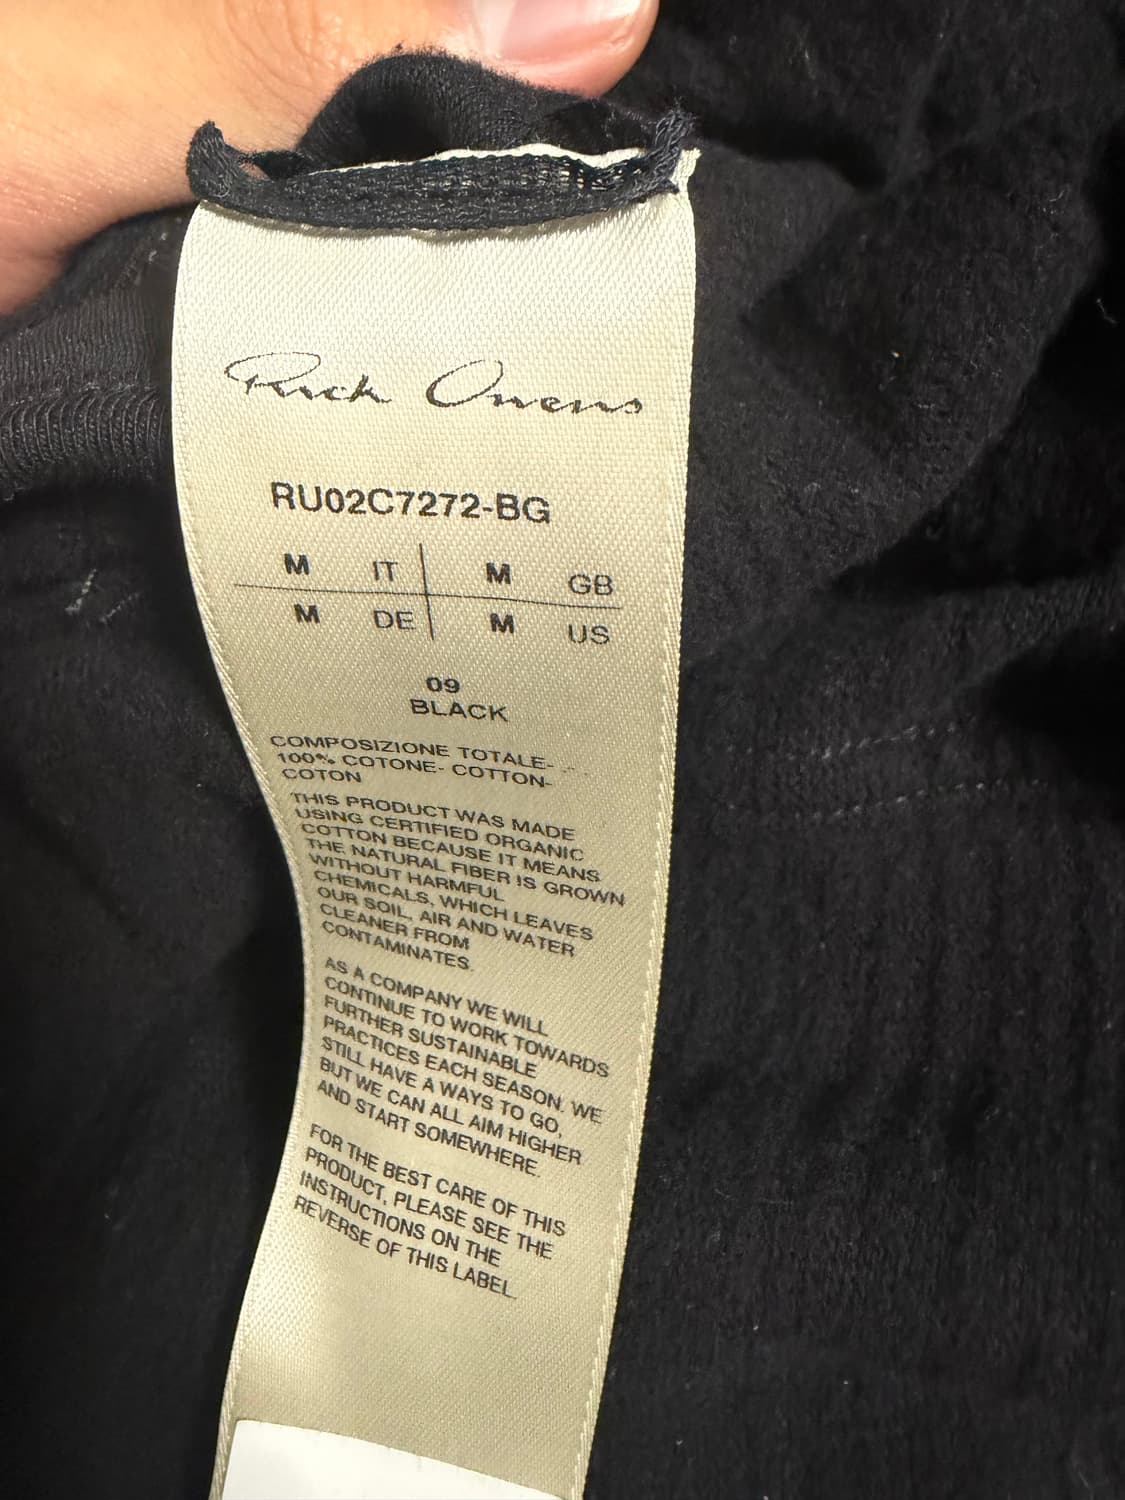 Rick Owens
RU02C7272-BG
M IT M GB
M DE M US
09
BLACK
COMPOSIZIONE TOTALE-
100% COTONE- COTTON-
COTON
THIS PRODUCT WAS MADE
USING CERTIFIED ORGANIC
COTTON BECAUSE IT MEANS
THE NATURAL FIBER IS GROWN
WITHOUT HARMFUL
CHEMICALS, WHICH LEAVES
OUR SOIL, AIR AND WATER
CLEANER FROM
CONTAMINATES.
AS A COMPANY WE WILL
CONTINUE TO WORK TOWARDS
FURTHER SUSTAINABLE
PRACTICES EACH SEASON. WE
STILL HAVE A WAYS TO GO,
BUT WE CAN ALL AIM HIGHER
AND START SOMEWHERE.
FOR THE BEST CARE OF THIS
PRODUCT, PLEASE SEE THE
INSTRUCTIONS ON THE
REVERSE OF THIS LABEL.